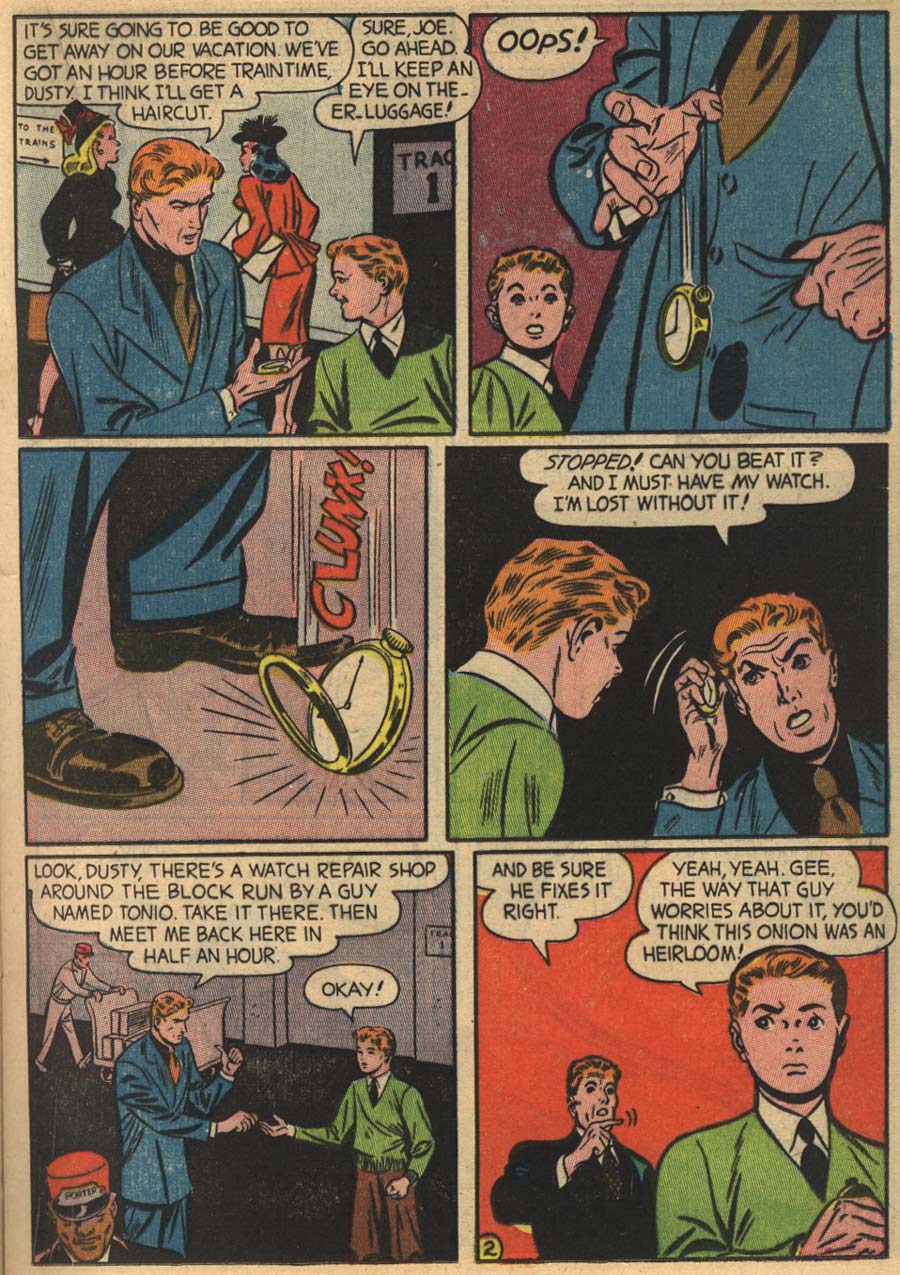 IT'S SURE GOING TO BE GOOD TO
GET AWAY ON OUR VACATION. WE'VE
GOT AN HOUR BEFORE TRAINTIME,
DUSTY. I THINK I'LL GET A
HAIRCUT.
SURE, JOE.
GO AHEAD.
I'LL KEEP AN
EYE ON THE-
ER-LUGGAGE!
TO THE
TRAINS
TRAC
1
OOPS!
CLUNK!
STOPPED! CAN YOU BEAT IT?
AND I MUST HAVE MY WATCH.
I'M LOST WITHOUT IT!
LOOK, DUSTY, THERE'S A WATCH REPAIR SHOP
AROUND THE BLOCK RUN BY A GUY
NAMED TONIO. TAKE IT THERE. THEN
MEET ME BACK HERE IN
HALF AN HOUR.
OKAY!
TRA
1
PORTER
AND BE SURE
HE FIXES IT
RIGHT.
YEAH, YEAH. GEE,
THE WAY THAT GUY
WORRIES ABOUT IT, YOU'D
THINK THIS ONION WAS AN
HEIRLOOM!
2